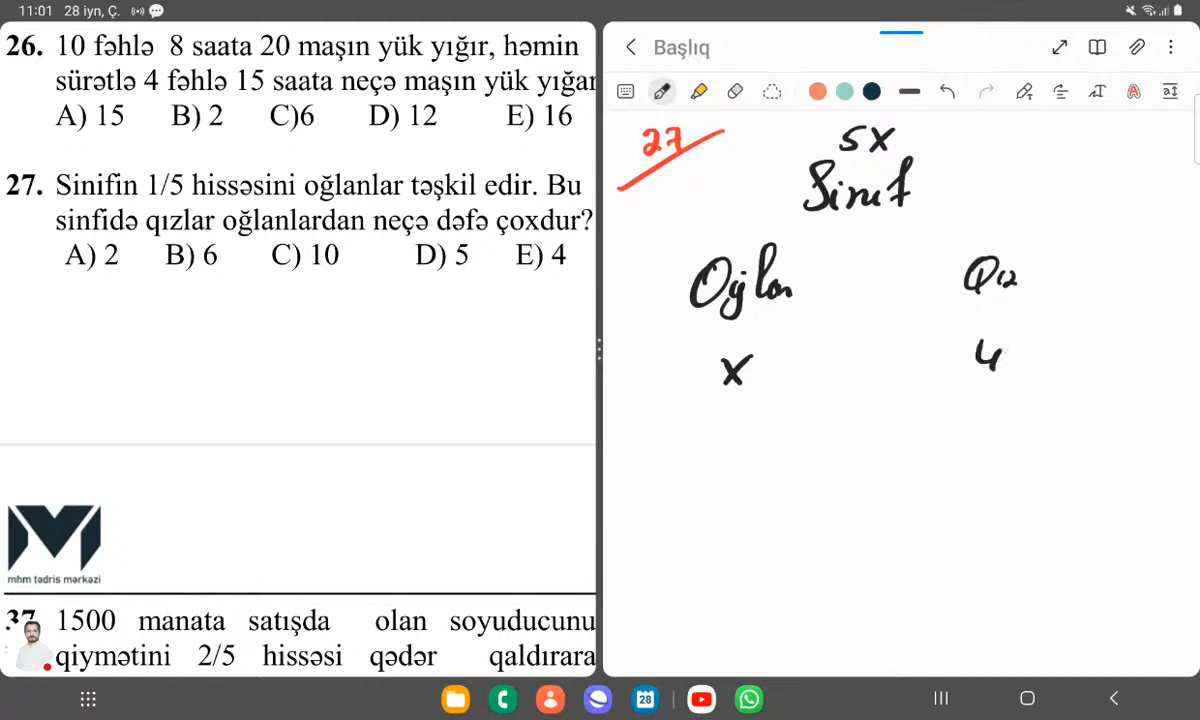 11:01 28 iyn, Ç.
26. 10 fəhlə 8 saata 20 maşın yük yığır, həmin
sürətlə 4 fəhlə 15 saata neçə maşın yük yığar
A) 15 B) 2 C)6 D) 12 E) 16
27. Sinifin 1/5 hissəsini oğlanlar təşkil edir. Bu
sinfidə qızlar oğlanlardan neçə dəfə çoxdur?
A) 2 B) 6 C) 10 D) 5 E) 4
mhm tədris mərkəzi
37 1500 manata satışda olan soyuducunu
qiymətini 2/5 hissəsi qədər qaldırara
Başlıq
27 5X
Sinif
Oğlan Qız
X 4
28